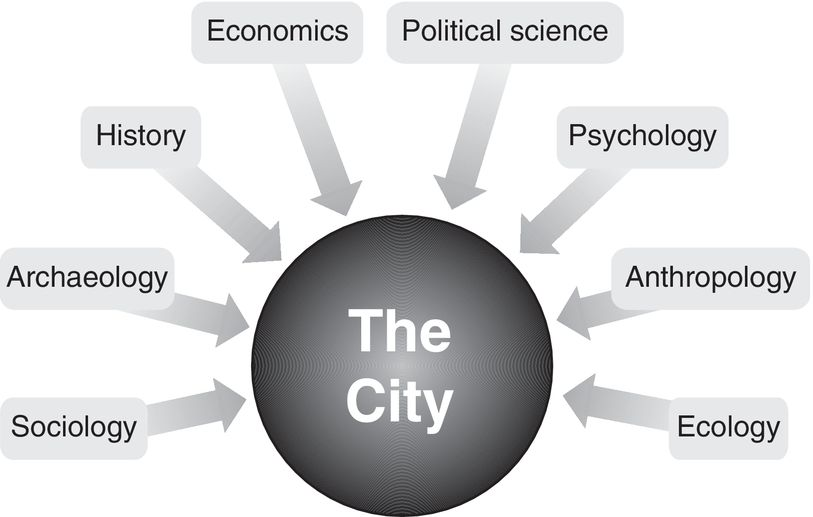 Economics
Political science
History
Psychology
Archaeology
Anthropology
The
City
Sociology
Ecology